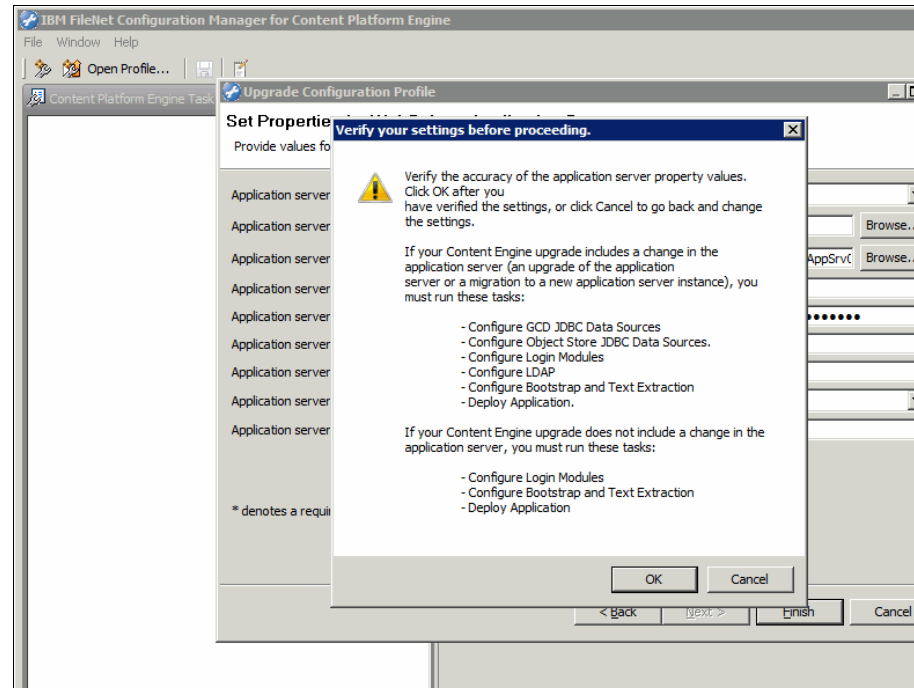 IBM FileNet Configuration Manager for Content Platform Engine
File Window Help
Open Profile...
Content Platform Engine Task
Upgrade Configuration Profile
Set Propertie
Provide values fo
Verify your settings before proceeding.
Verify the accuracy of the application server property values.
Click OK after you
have verified the settings, or click Cancel to go back and change
the settings.
If your Content Engine upgrade includes a change in the
application server (an upgrade of the application
server or a migration to a new application server instance), you
must run these tasks:
- Configure GCD JDBC Data Sources
- Configure Object Store JDBC Data Sources.
- Configure Login Modules
- Configure LDAP
- Configure Bootstrap and Text Extraction
- Deploy Application.
If your Content Engine upgrade does not include a change in the
application server, you must run these tasks:
- Configure Login Modules
- Configure Bootstrap and Text Extraction
- Deploy Application
OK Cancel
Application server
Application server Browse..
Application server AppSrv( Browse..
Application server
Application server
Application server
Application server
Application server
Application server
* denotes a requi
< Back Next > Finish Cancel